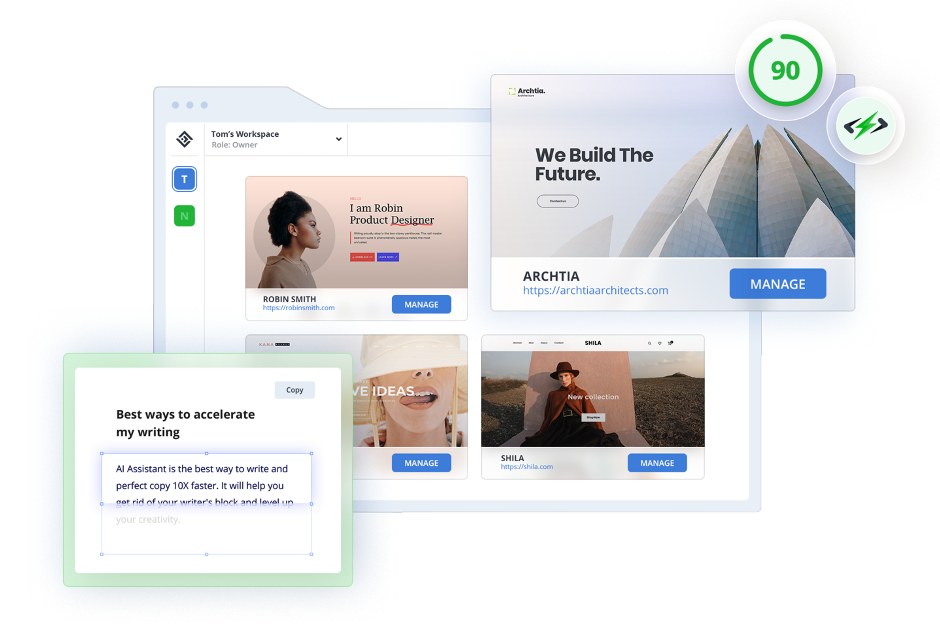 90
Archtia.
Tom's Workspace
Role: Owner
T
N
We Build The
Future.
I am Robin
Product Designer
ARCHTIA
https://archtiaarchitects.com
MANAGE
ROBIN SMITH
https://robinsmith.com
MANAGE
SHILA
VE IDEAS
New collection
Shop Now
MANAGE
SHILA
https://shila.com
MANAGE
Copy
Best ways to accelerate
my writing
AI Assistant is the best way to write and
perfect copy 10X faster. It will help you
get rid of your writer's block and level up
your creativity.